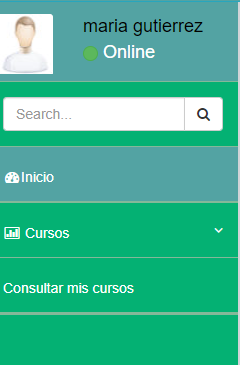 maria gutierrez
Online
Search...
Inicio
Cursos
Consultar mis cursos